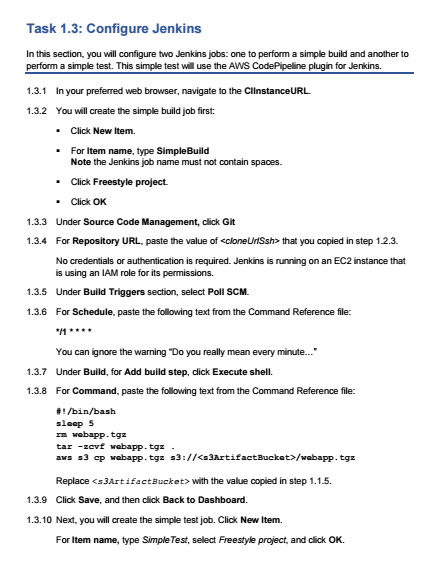 Task 1.3: Configure Jenkins
In this section, you will configure two Jenkins jobs: one to perform a simple build and another to
perform a simple test. This simple test will use the AWS CodePipeline plugin for Jenkins.
1.3.1 In your preferred web browser, navigate to the CIInstanceURL.
1.3.2 You will create the simple build job first:
▪ Click New Item.
▪ For Item name, type SimpleBuild
Note the Jenkins job name must not contain spaces.
▪ Click Freestyle project.
▪ Click OK
1.3.3 Under Source Code Management, click Git
1.3.4 For Repository URL, paste the value of <cloneUrlSsh> that you copied in step 1.2.3.
No credentials or authentication is required. Jenkins is running on an EC2 instance that
is using an IAM role for its permissions.
1.3.5 Under Build Triggers section, select Poll SCM.
1.3.6 For Schedule, paste the following text from the Command Reference file:
*/1 * * * *
You can ignore the warning “Do you really mean every minute…”
1.3.7 Under Build, for Add build step, click Execute shell.
1.3.8 For Command, paste the following text from the Command Reference file:
#!/bin/bash
sleep 5
rm webapp.tgz
tar -zcvf webapp.tgz .
aws s3 cp webapp.tgz s3://<s3ArtifactBucket>/webapp.tgz
Replace <s3ArtifactBucket> with the value copied in step 1.1.5.
1.3.9 Click Save, and then click Back to Dashboard.
1.3.10 Next, you will create the simple test job. Click New Item.
For Item name, type SimpleTest, select Freestyle project, and click OK.